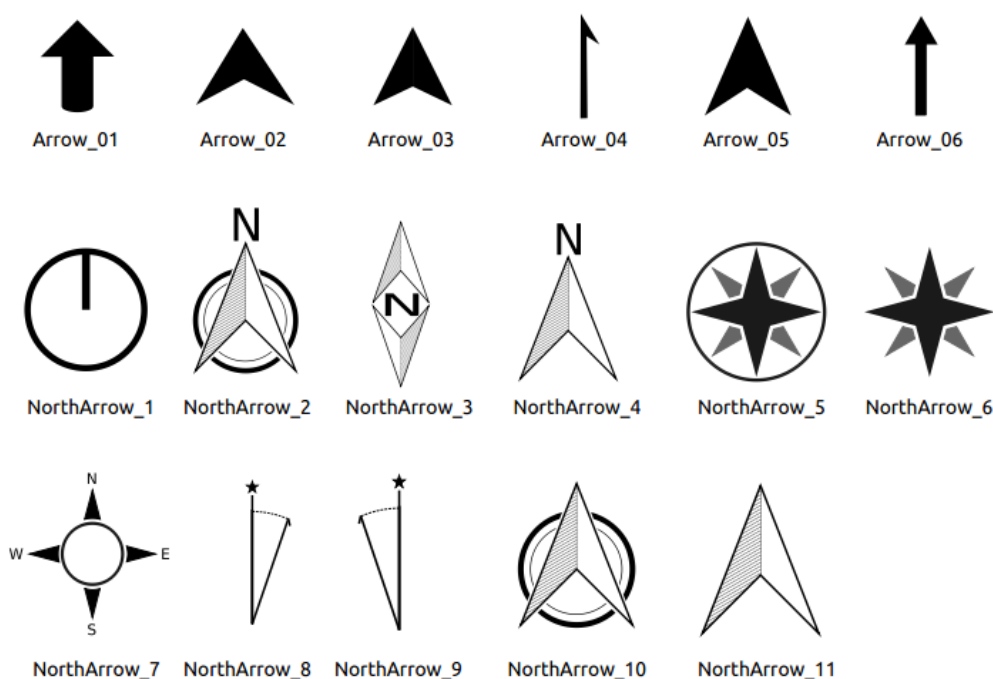 Arrow_01 Arrow_02 Arrow_03 Arrow_04 Arrow_05 Arrow_06
N N
N
NorthArrow_1 NorthArrow_2 NorthArrow_3 NorthArrow_4 NorthArrow_5 NorthArrow_6
N
W E
S
NorthArrow_7 NorthArrow_8 NorthArrow_9 NorthArrow_10 NorthArrow_11